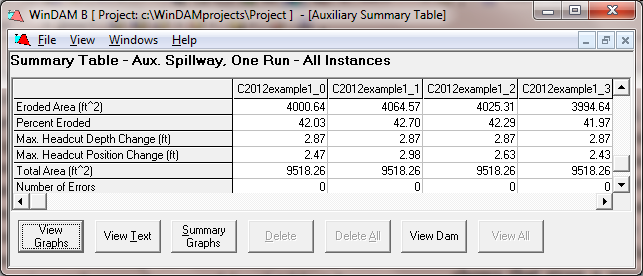 WinDAM B [ Project: c:\WinDAMprojects\Project ]  - [Auxiliary Summary Table]
File View Windows Help
Summary Table - Aux. Spillway, One Run - All Instances
C2012example1_0 C2012example1_1 C2012example1_2 C2012example1_3
Eroded Area (ft^2) 4000.64 4064.57 4025.31 3994.64
Percent Eroded 42.03 42.70 42.29 41.97
Max. Headcut Depth Change (ft) 2.87 2.87 2.87 2.87
Max. Headcut Position Change (ft) 2.47 2.98 2.63 2.43
Total Area (ft^2) 9518.26 9518.26 9518.26 9518.26
Number of Errors 0 0 0 0
View Graphs View Text Summary Graphs Delete Delete All View Dam View All